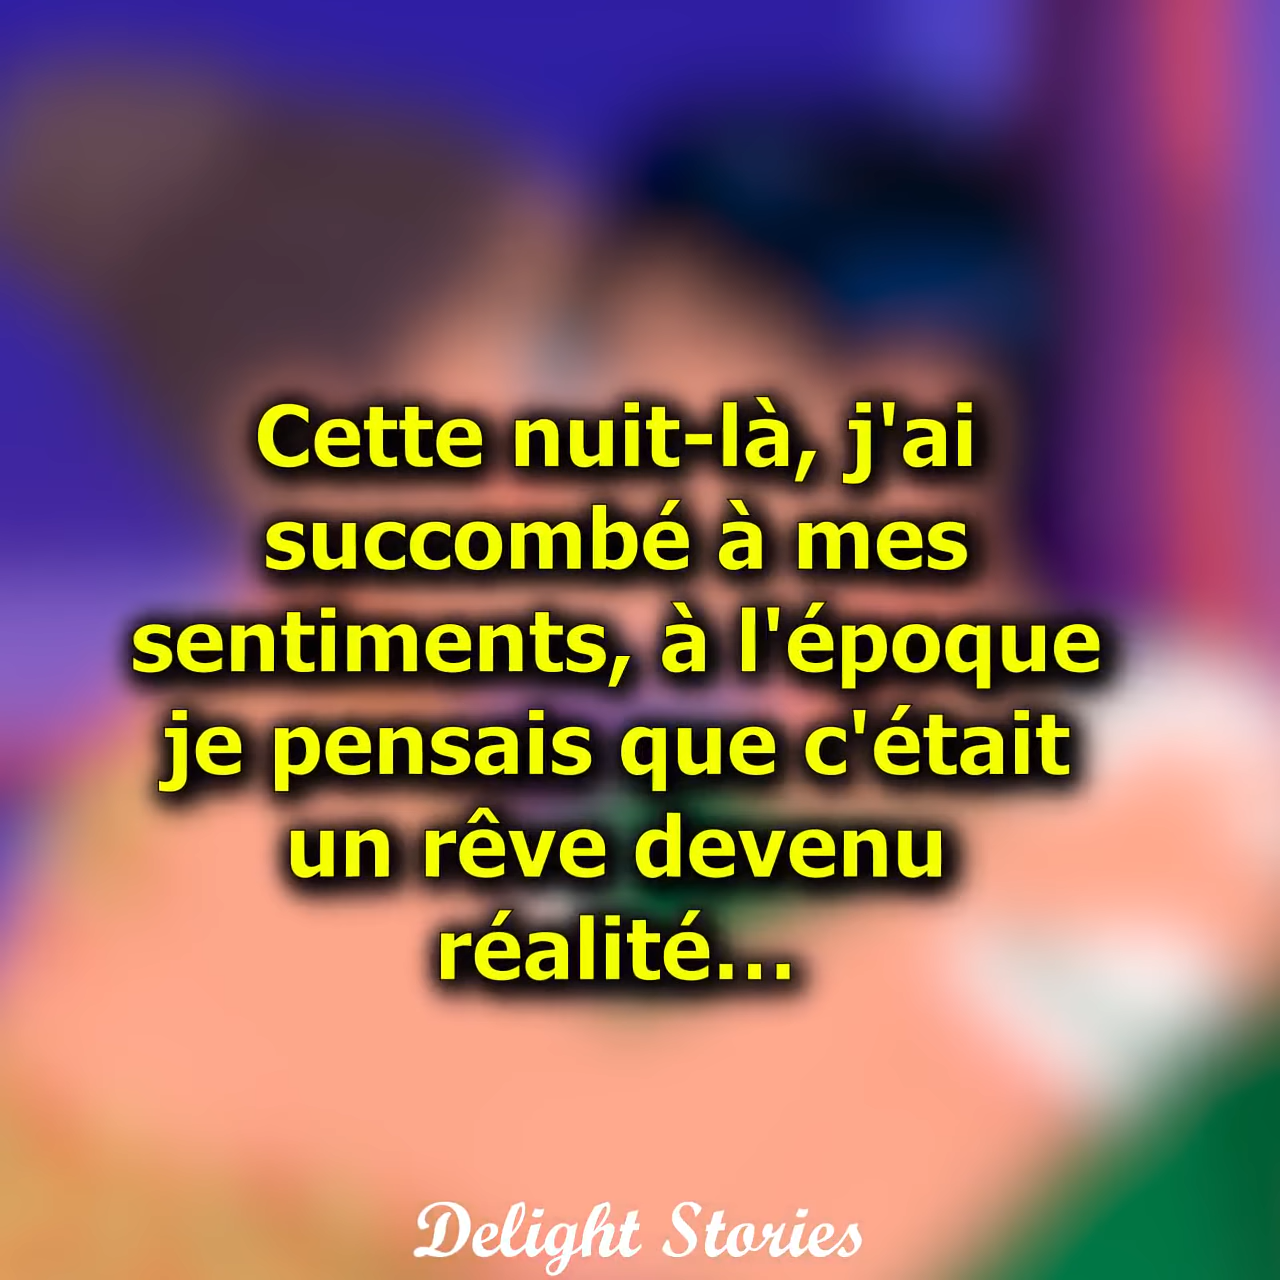 Cette nuit-là, j'ai
succombé à mes
sentiments, à l'époque
je pensais que c'était
un rêve devenu
réalité...
Delight Stories